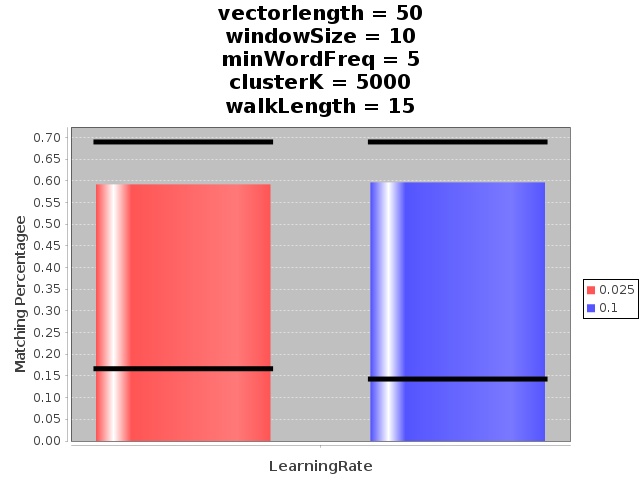 vectorlength = 50
windowSize = 10
minWordFreq = 5
clusterK = 5000
walkLength = 15
0.70
0.65
0.60
0.55
0.50
0.45
0.40
0.35
0.30
0.25
0.20
0.15
0.10
0.05
0.00
Matching Percentagee
LearningRate
0.025
0.1